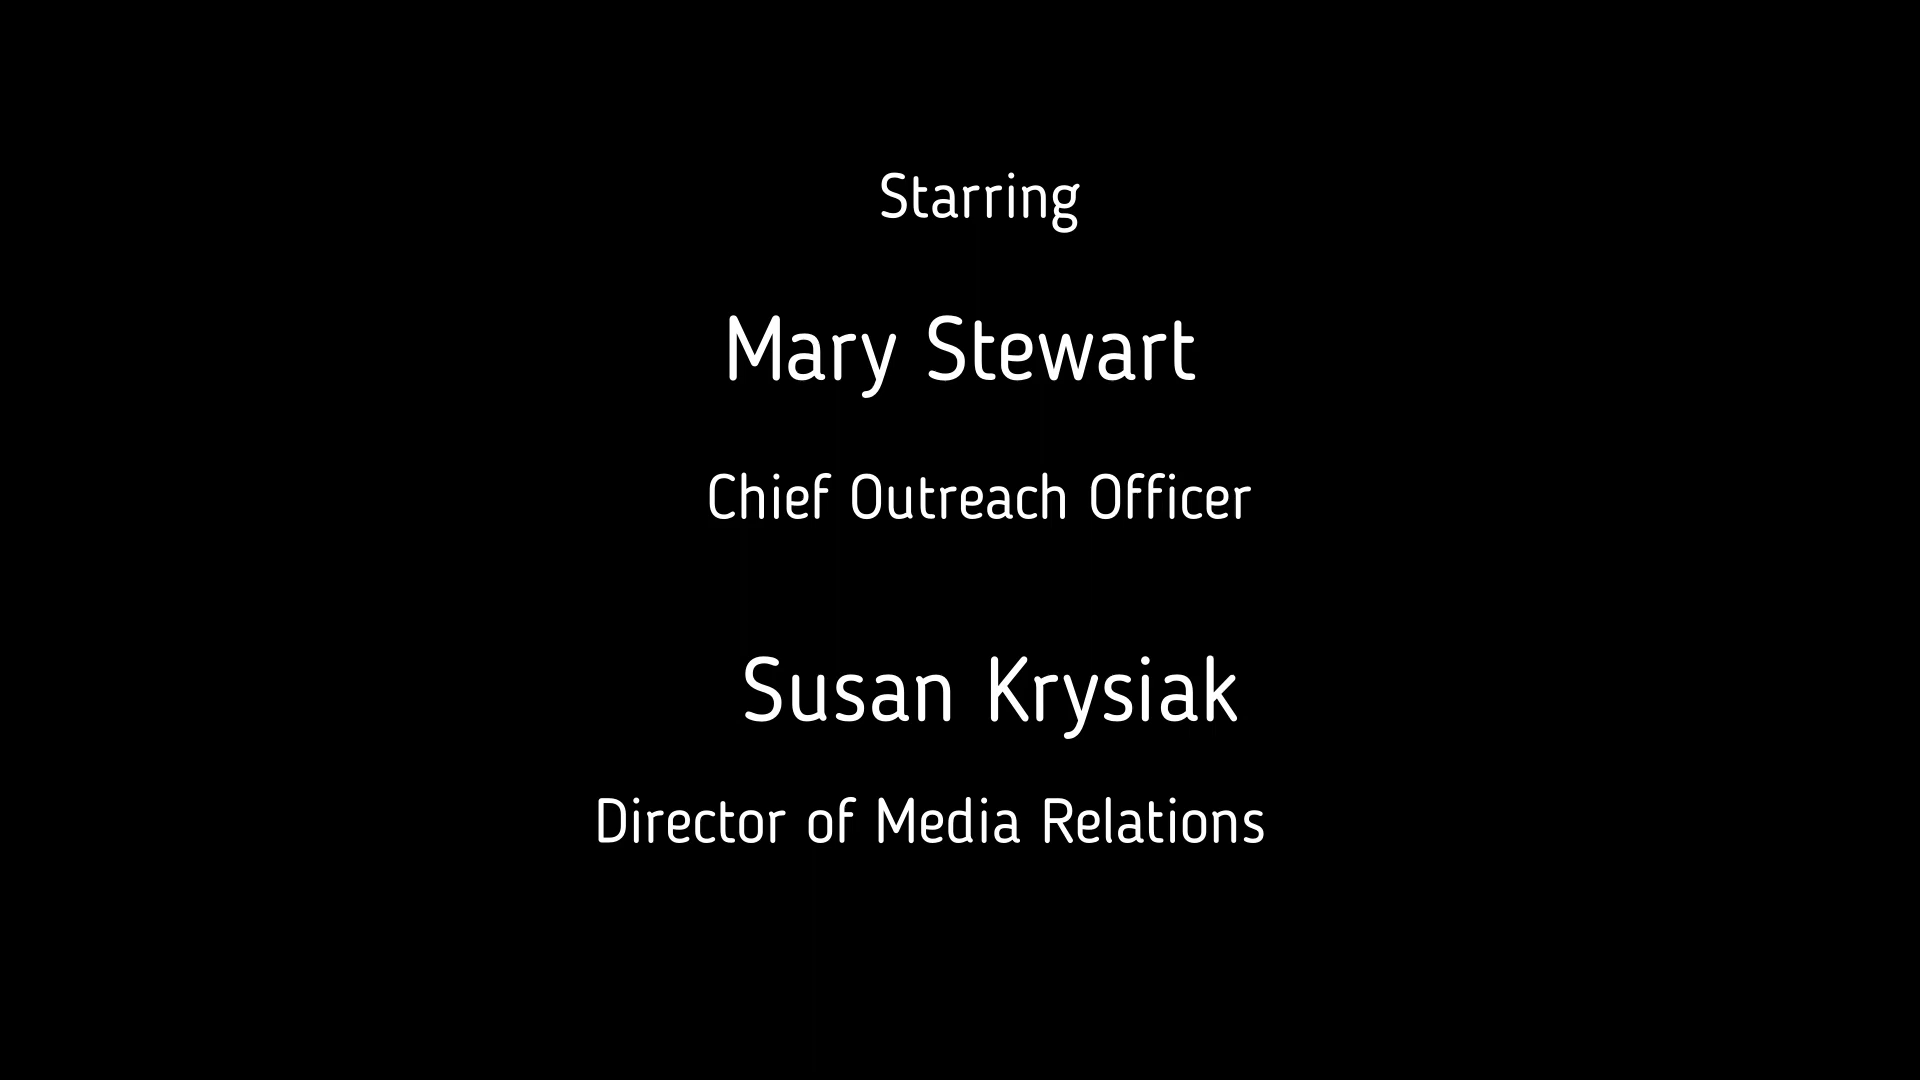 Starring
Mary Stewart
Chief Outreach Officer
Susan Krysiak
Director of Media Relations